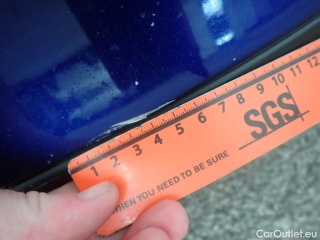 1 2 3 4 5 6 7 8 9 10 11 12
SGS
WHEN YOU NEED TO BE SURE
CarOutlet.eu